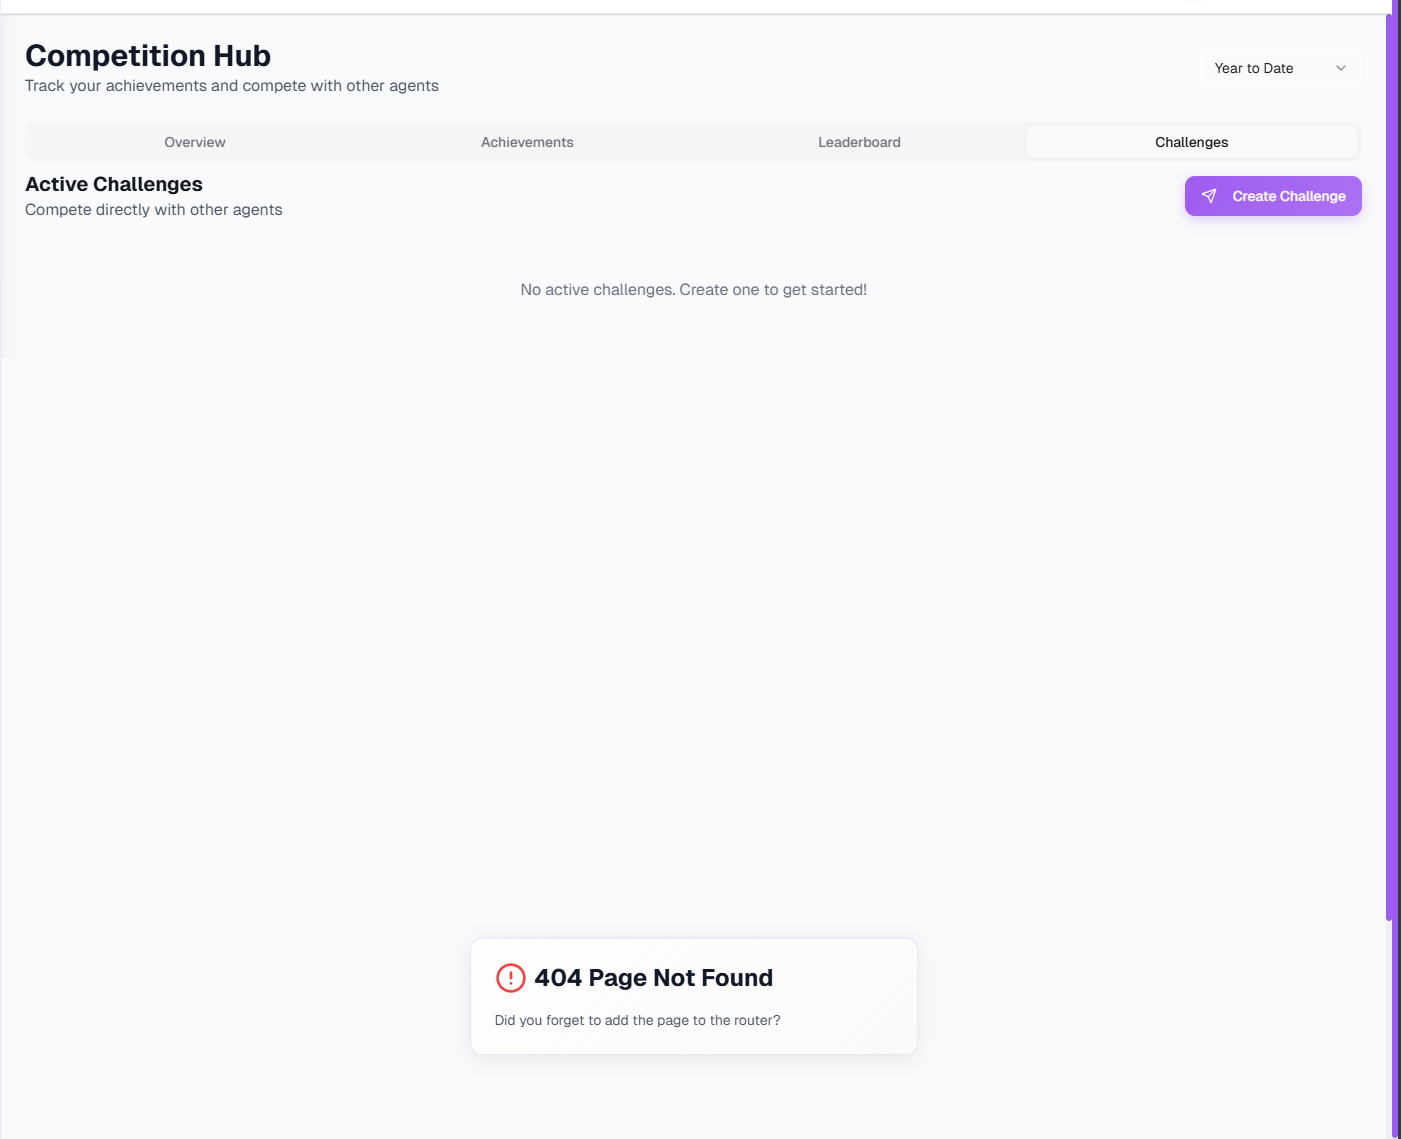 Competition Hub
Track your achievements and compete with other agents
Year to Date
Overview
Achievements
Leaderboard
Challenges
Active Challenges
Compete directly with other agents
Create Challenge
No active challenges. Create one to get started!
404 Page Not Found
Did you forget to add the page to the router?